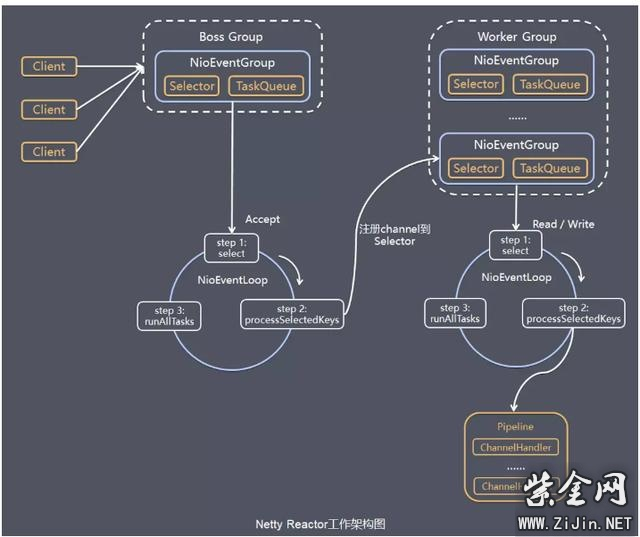 Boss Group
NioEventGroup
Selector
TaskQueue
Client
Client
Client
Worker Group
NioEventGroup
Selector
TaskQueue
......
NioEventGroup
Selector
TaskQueue
Accept
step 1:
select
NioEventLoop
step 2:
processSelectedKeys
step 3:
runAllTasks
注册channel到
Selector
Read / Write
step 1:
select
NioEventLoop
step 2:
processSelectedKeys
step 3:
runAllTasks
Pipeline
ChannelHandler
......
Netty Reactor工作架构图
紫金网
WWW.ZiJin.NET